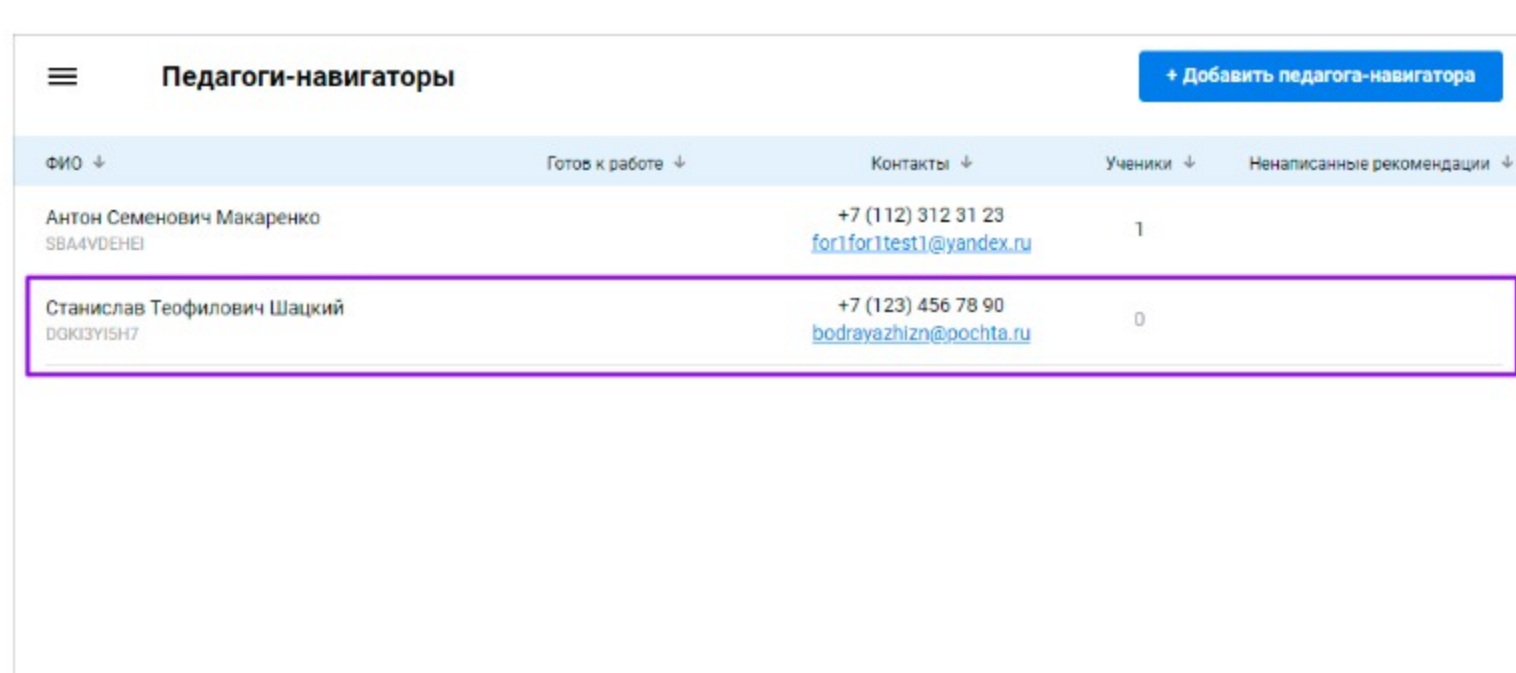 Педагоги-навигаторы
+ Добавить педагога-навигатора
ФИО ↓ Готов к работе ↓ Контакты ↓ Ученики ↓ Ненаписанные рекомендации ↓
Антон Семенович Макаренко +7 (112) 312 31 23
SBA4VDEHEI for1for1test1@yandex.ru 1
Станислав Теофилович Шацкий +7 (123) 456 78 90
DGKI3YI5H7 bodrayazhizn@pochta.ru 0